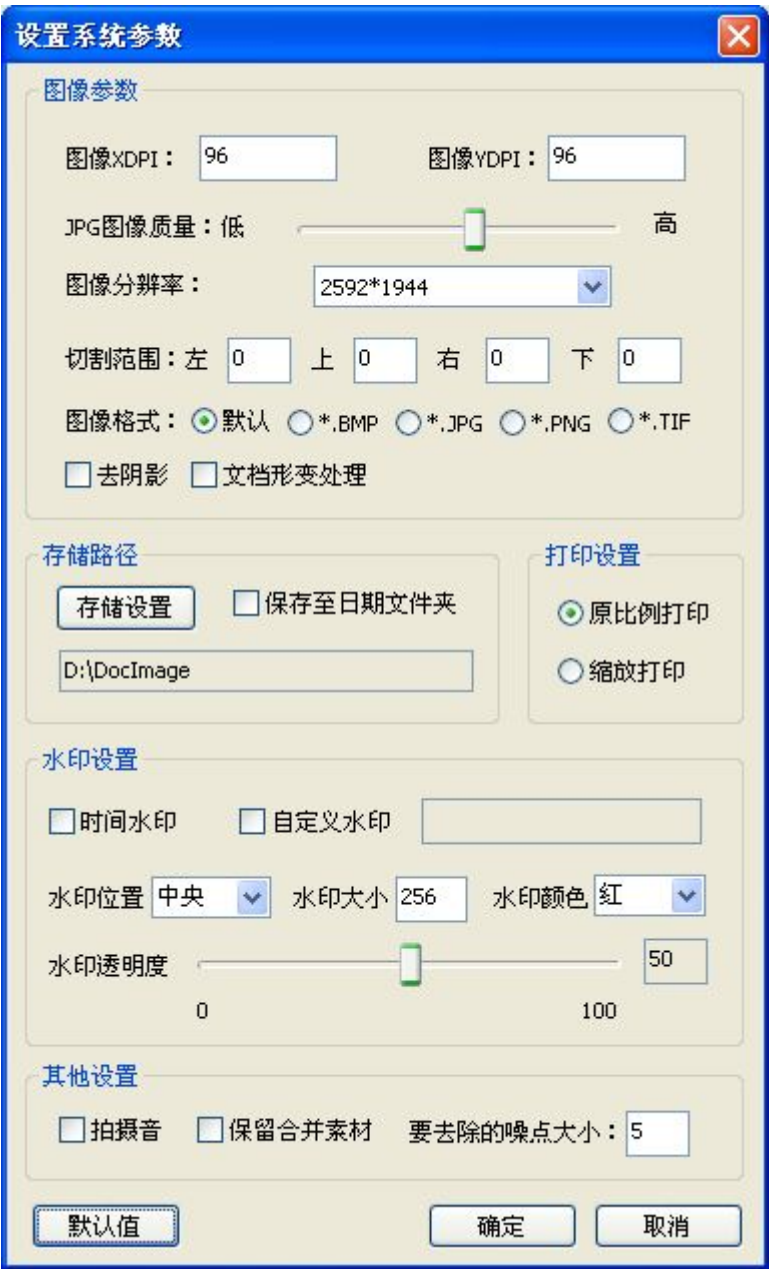 设置系统参数
图像参数
图像XDPI： 96 图像YDPI： 96
JPG图像质量：低 高
图像分辨率： 2592*1944
切割范围：左 0 上 0 右 0 下 0
图像格式： 默认 *.BMP *.JPG *.PNG *.TIF
去阴影 文档形变处理
存储路径
存储设置 保存至日期文件夹
D:\DocImage
打印设置
原比例打印
缩放打印
水印设置
时间水印 自定义水印
水印位置 中央 水印大小 256 水印颜色 红
水印透明度 50
0 100
其他设置
拍摄音 保留合并素材 要去除的噪点大小：5
默认值 确定 取消